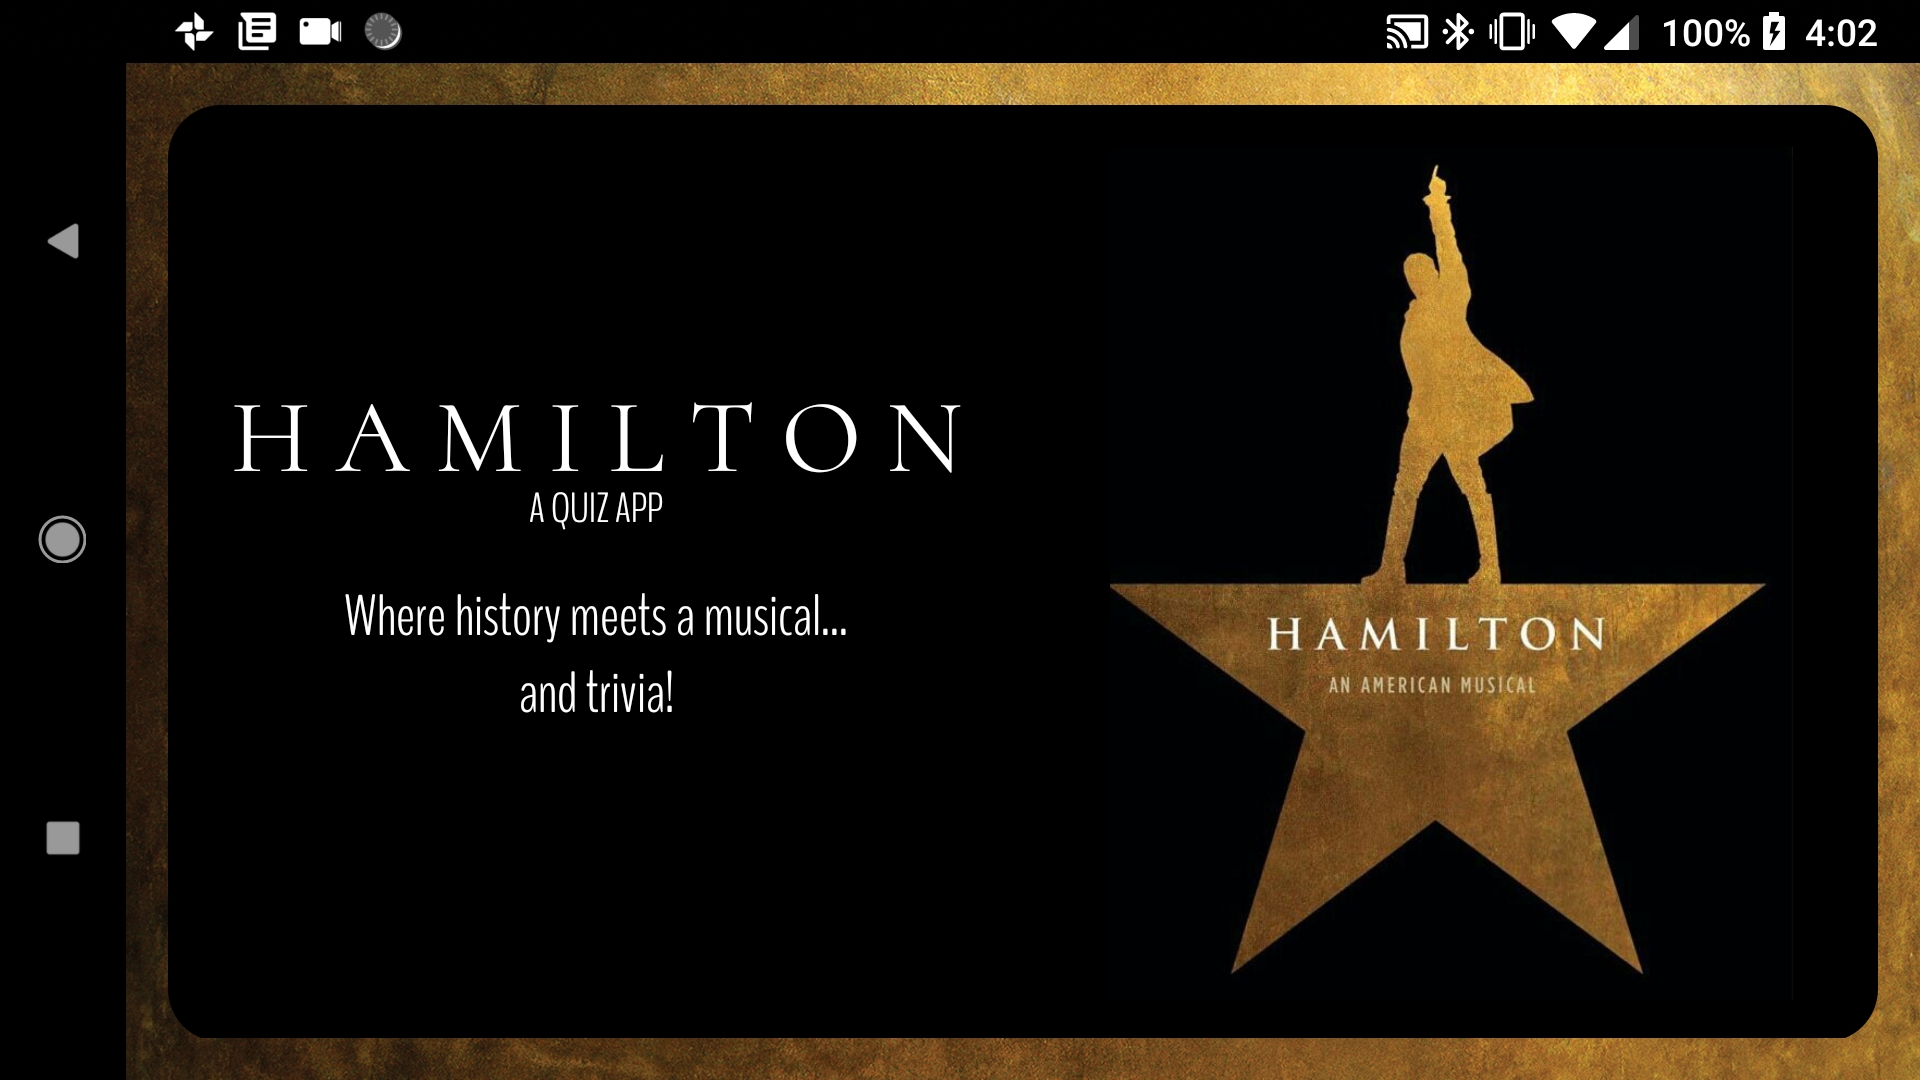 100% 4:02
HAMILTON
A QUIZ APP
Where history meets a musical...
and trivia!
HAMILTON
AN AMERICAN MUSICAL